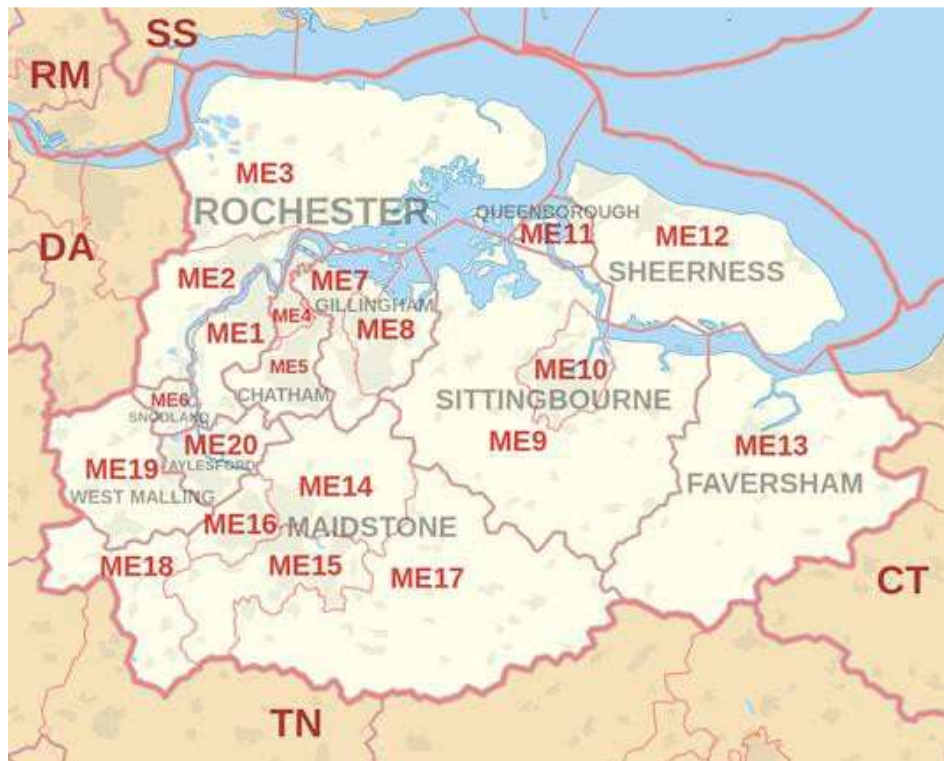 SS
RM
ME3
ROCHESTER
QUEENBOROUGH
ME11
ME12
SHEERNESS
DA
ME2
ME7
GILLINGHAM
ME4
ME1
ME8
ME5
CHATHAM
ME10
SITTINGBOURNE
ME6
SNODLAND
ME9
ME20
AYLESFORD
ME13
FAVERSHAM
ME19
WEST MALLING
ME14
MAIDSTONE
ME16
ME18
ME15
ME17
CT
TN